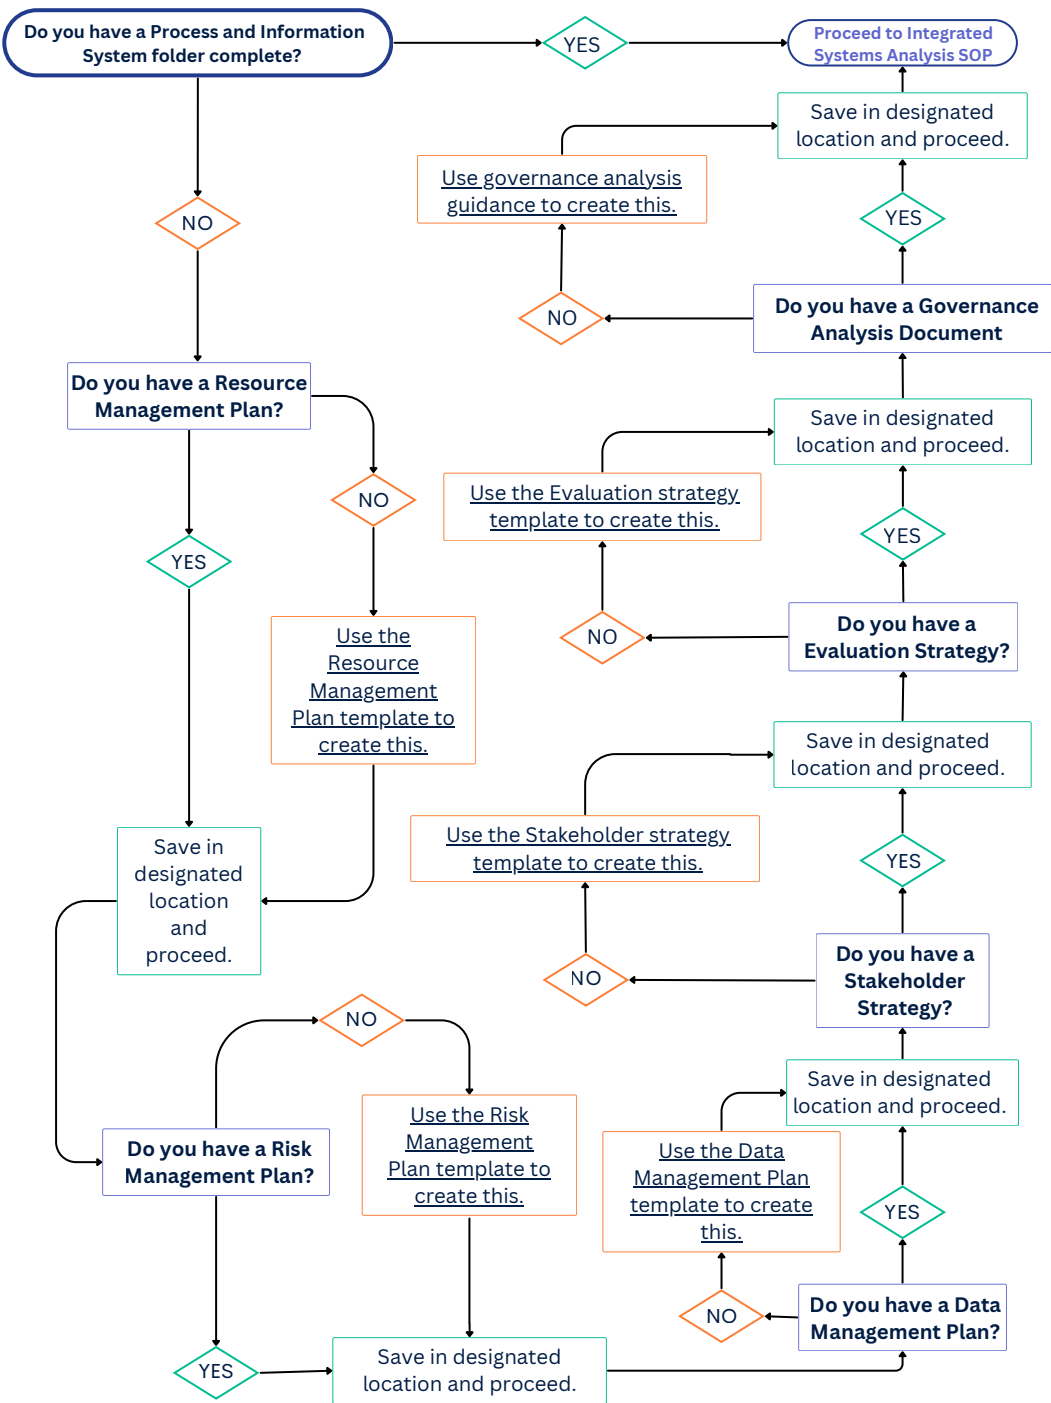 Do you have a Process and Information
System folder complete?
YES
Proceed to Integrated
Systems Analysis SOP
NO
Do you have a Resource
Management Plan?
NO
YES
Use the
Resource
Management
Plan template to
create this.
Save in
designated
location
and
proceed.
Do you have a Risk
Management Plan?
NO
Use the Risk
Management
Plan template to
create this.
YES
Save in designated
location and proceed.
Do you have a Data
Management Plan?
NO
Use the Data
Management Plan
template to create
this.
YES
Save in designated
location and proceed.
Do you have a
Stakeholder
Strategy?
NO
Use the Stakeholder strategy
template to create this.
YES
Save in designated
location and proceed.
Do you have a
Evaluation Strategy?
NO
Use the Evaluation strategy
template to create this.
YES
Save in designated
location and proceed.
Do you have a Governance
Analysis Document
NO
Use governance analysis
guidance to create this.
YES
Save in designated
location and proceed.